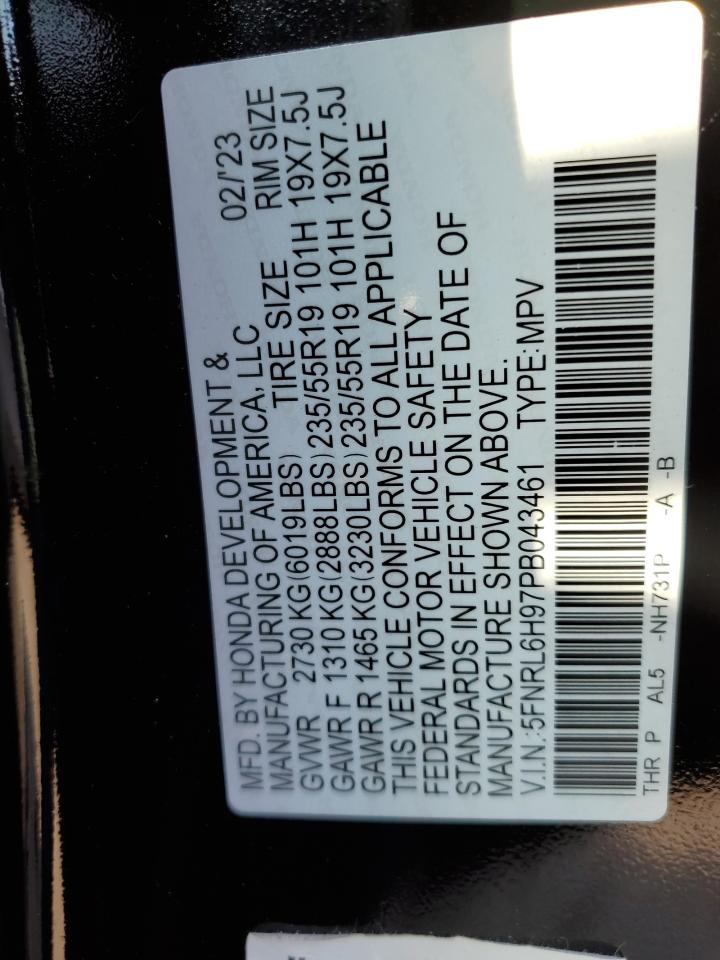 MFD. BY HONDA DEVELOPMENT & 02/'23
MANUFACTURING OF AMERICA, LLC
TIRE SIZE RIM SIZE
GVWR 2730 KG(6019LBS)
GAWR F 1310 KG(2888LBS) 235/55R19 101H 19X7.5J
GAWR R 1465 KG(3230LBS) 235/55R19 101H 19X7.5J
THIS VEHICLE CONFORMS TO ALL APPLICABLE
FEDERAL MOTOR VEHICLE SAFETY
STANDARDS IN EFFECT ON THE DATE OF
MANUFACTURE SHOWN ABOVE.
V.I.N.:5FNRL6H97PB043461 TYPE:MPV
THR P AL5 -NH731P -A -B